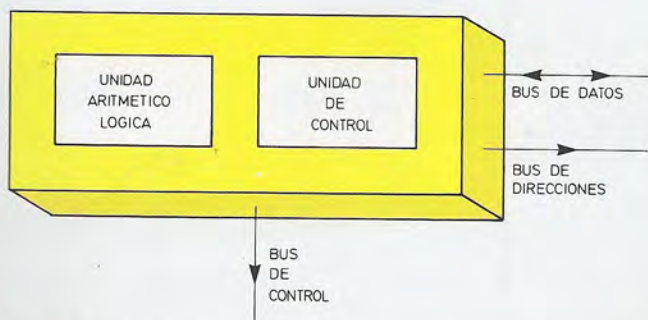 UNIDAD
ARITMETICO
LOGICA
UNIDAD
DE
CONTROL
BUS DE DATOS
BUS DE
DIRECCIONES
BUS
DE
CONTROL